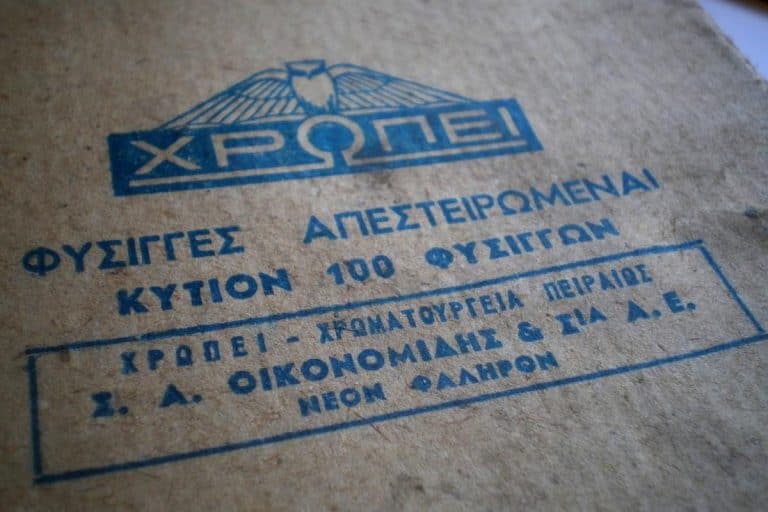 ΧΡΩΠΕΙ
ΦΥΣΙΓΓΕΣ ΑΠΕΣΤΕΙΡΩΜΕΝΑΙ
ΚΥΤΙΟΝ 100 ΦΥΣΙΓΓΩΝ
ΧΡΩΠΕΙ - ΧΡΩΜΑΤΟΥΡΓΕΙΑ ΠΕΙΡΑΙΩΣ
Σ. Α. ΟΙΚΟΝΟΜΙΔΗΣ & ΣΙΑ Α. Ε.
ΝΕΟΝ ΦΑΛΗΡΟΝ